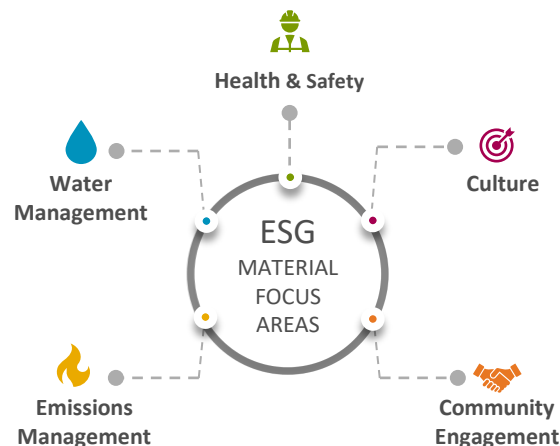 Health & Safety
Water
Management
Culture
ESG
MATERIAL
FOCUS
AREAS
Emissions
Management
Community
Engagement